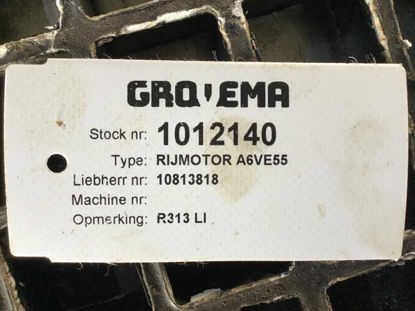 GROVEMA
Stock nr: 1012140
Type: RIJMOTOR A6VE55
Liebherr nr: 10813818
Machine nr:
Opmerking: R313 LI